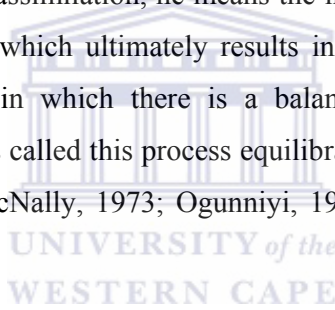 assimilation, he means the
which ultimately results in
in which there is a balan
called this process equilibra
cNally, 1973; Ogunniyi, 19
UNIVERSITY of the
WESTERN CAPE